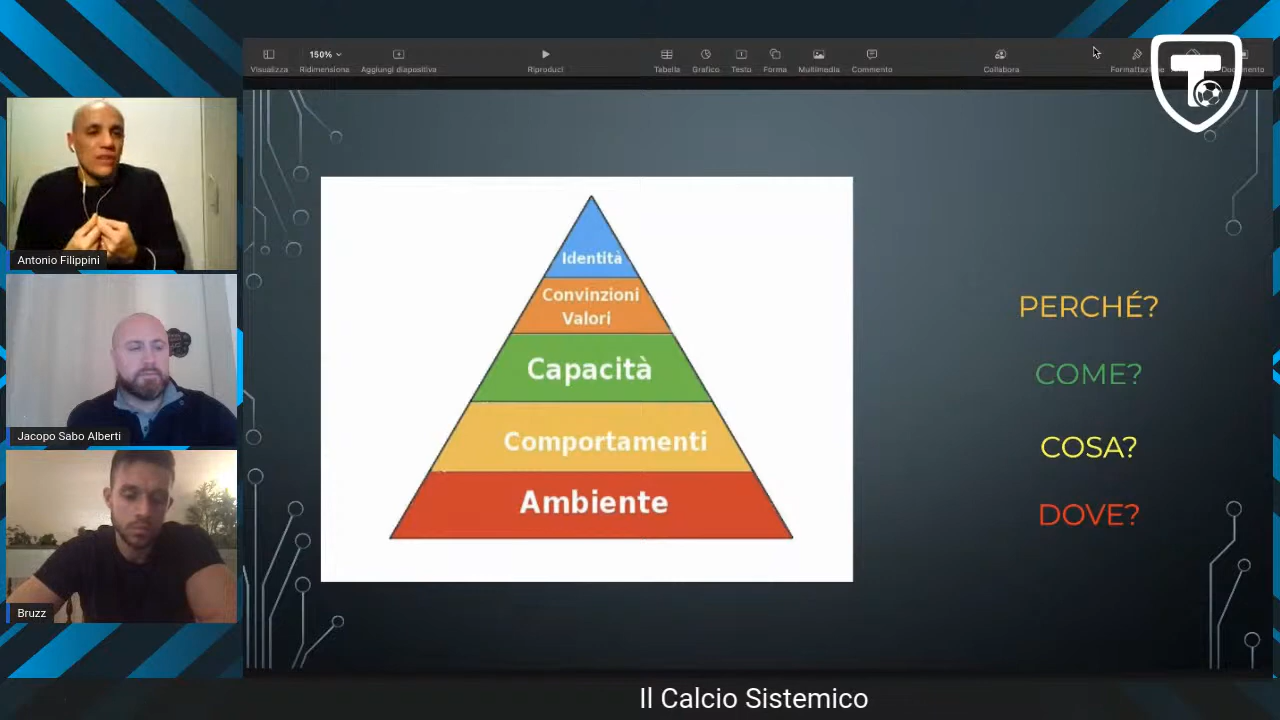 150%
Visualizza
Ridimensione
Aggiungi diapositiva
Riproduci
Tabella
Grafico
Testo
Forma
Multimedia
Commento
Collabora
T
Antonio Filippini
Jacopo Sabo Alberti
Bruzz
Identità
Convinzioni
Valori
Capacità
Comportamenti
Ambiente
PERCHÉ?
COME?
COSA?
DOVE?
Il Calcio Sistemico